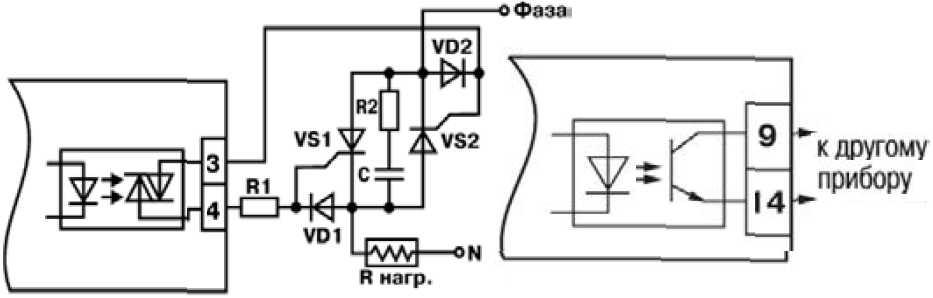 Фаза
VD2
R2
VS1
VS2
3
C
4
R1
VD1
N
R нагр.
9
14
к другому
прибору